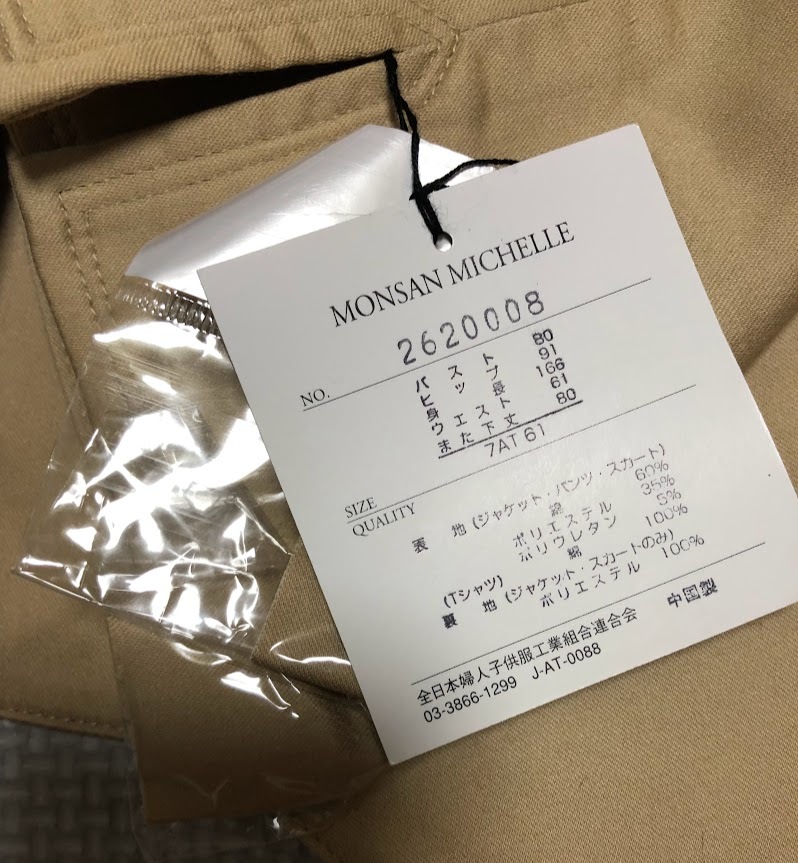 MONSAN MICHELLE
NO. 2620008
バスト 80
ヒップ 91
身長 166
ウエスト 61
また下丈 80
7AT 61
SIZE
QUALITY
表 地 (ジャケット・パンツ・スカート)
綿 60%
ポリエステル 35%
ポリウレタン 5%
(Tシャツ) 綿 100%
裏 地 (ジャケット・スカートのみ)
ポリエステル 100%
中国製
全日本婦人子供服工業組合連合会
03-3866-1299 J-AT-0088